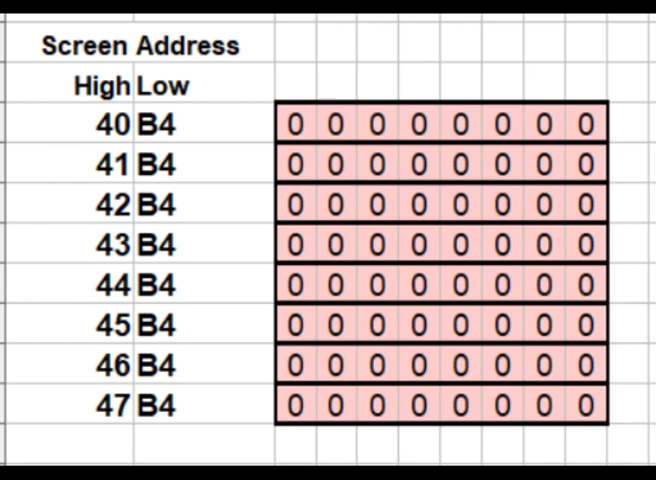 Screen Address
High Low
40 B4 0 0 0 0 0 0 0 0
41 B4 0 0 0 0 0 0 0 0
42 B4 0 0 0 0 0 0 0 0
43 B4 0 0 0 0 0 0 0 0
44 B4 0 0 0 0 0 0 0 0
45 B4 0 0 0 0 0 0 0 0
46 B4 0 0 0 0 0 0 0 0
47 B4 0 0 0 0 0 0 0 0